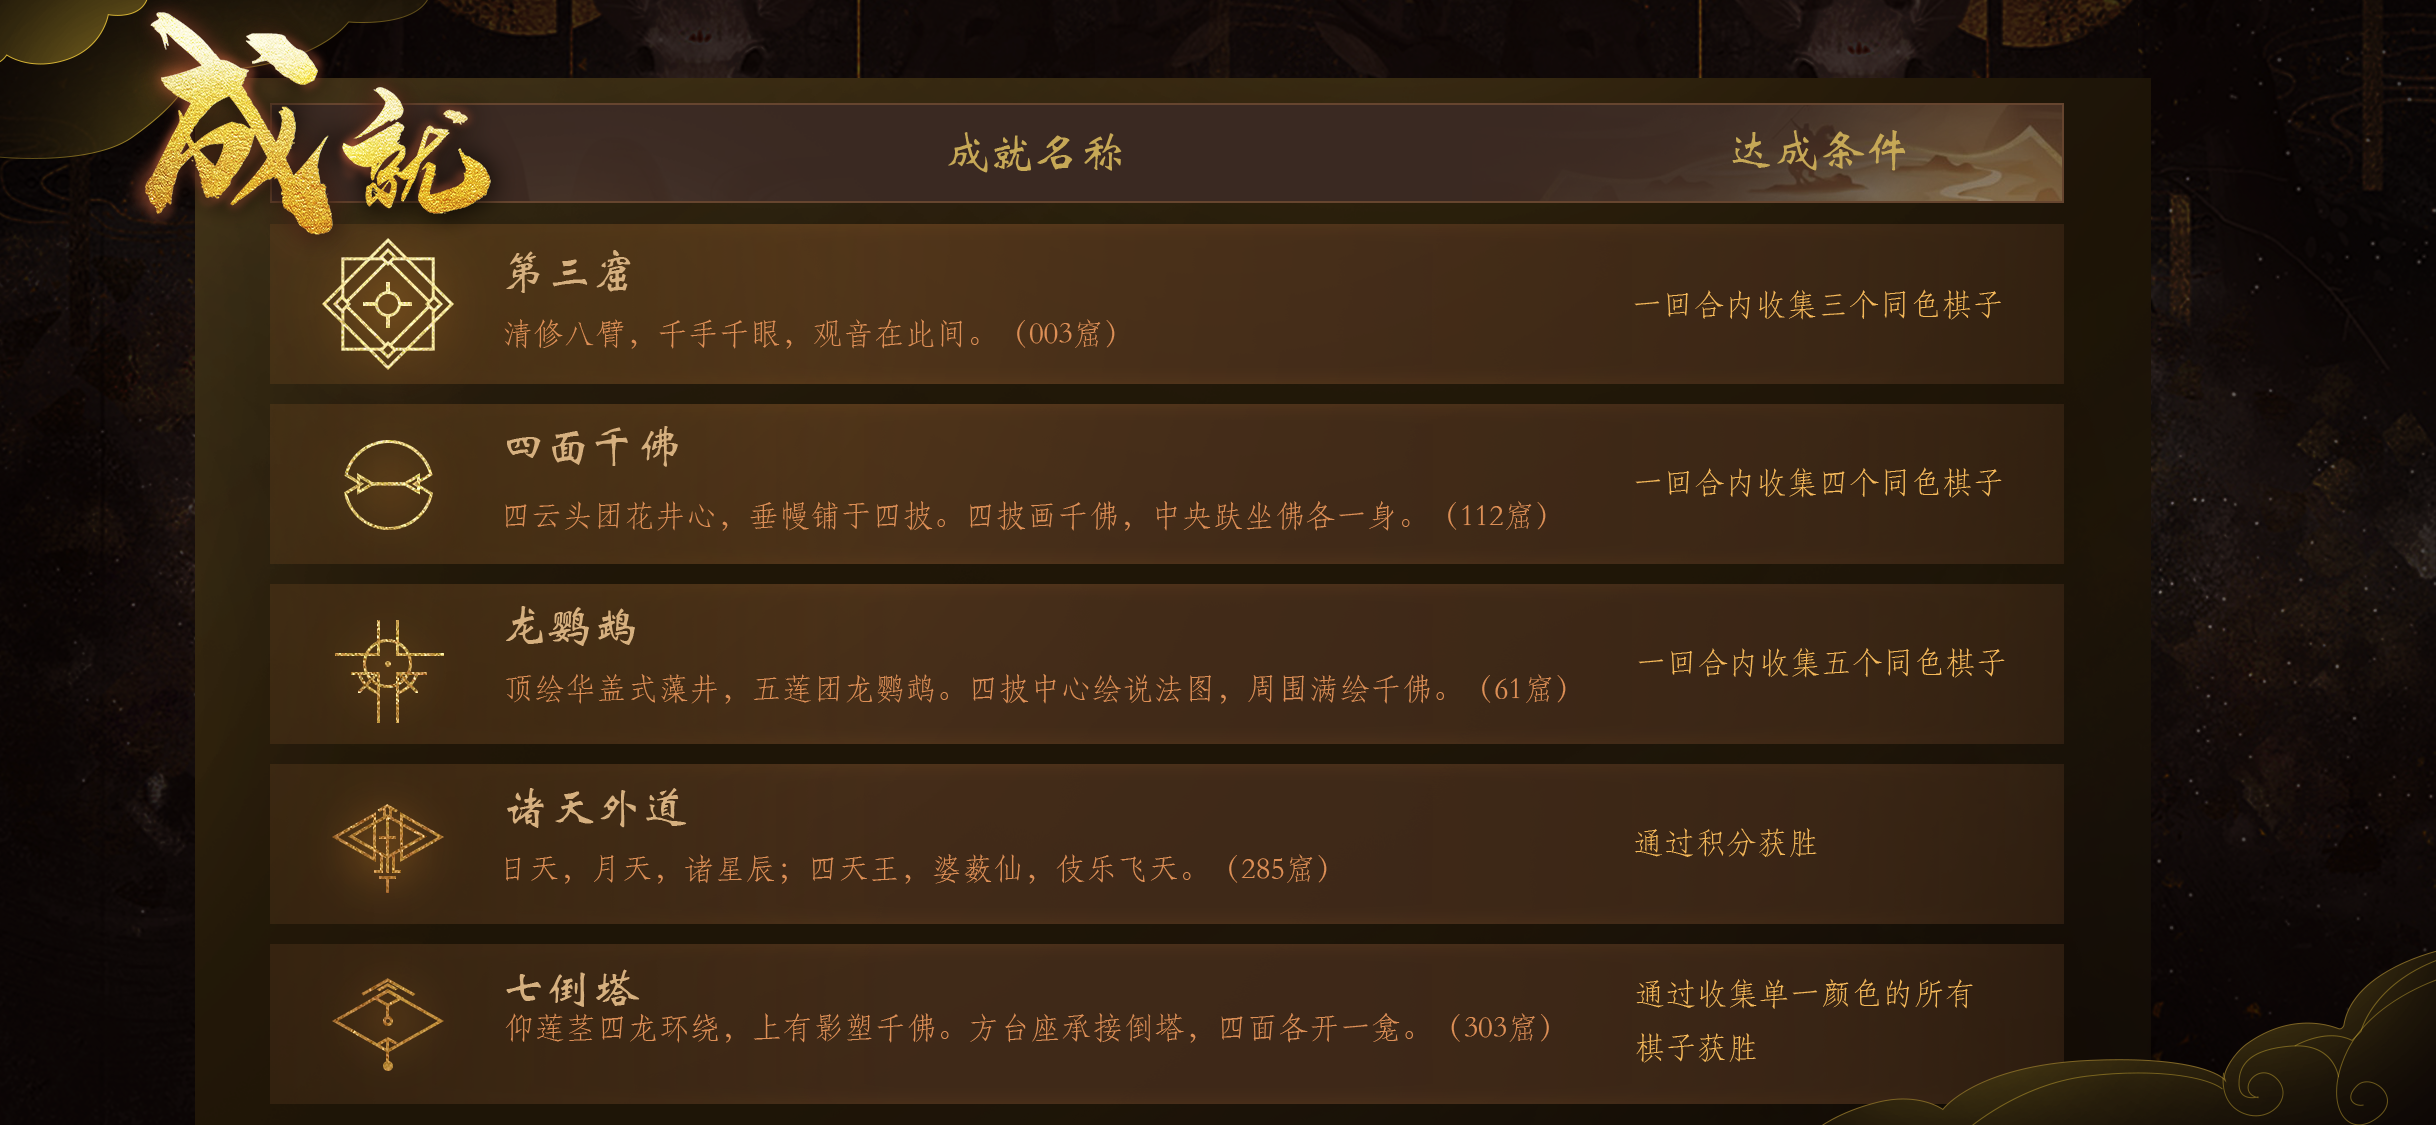 成就
成就名称
达成条件
第三窟
清修八臂，千手千眼，观音在此间。（003窟）
一回合内收集三个同色棋子
四面千佛
四云头团花井心，垂幔铺于四披。四披画千佛，中央趺坐佛各一身。（112窟）
一回合内收集四个同色棋子
龙鹦鹉
顶绘华盖式藻井，五莲团龙鹦鹉。四披中心绘说法图，周围满绘千佛。（61窟）
一回合内收集五个同色棋子
诸天外道
日天，月天，诸星辰；四天王，婆薮仙，伎乐飞天。（285窟）
通过积分获胜
七倒塔
仰莲茎四龙环绕，上有影塑千佛。方台座承接倒塔，四面各开一龛。（303窟）
通过收集单一颜色的所有
棋子获胜